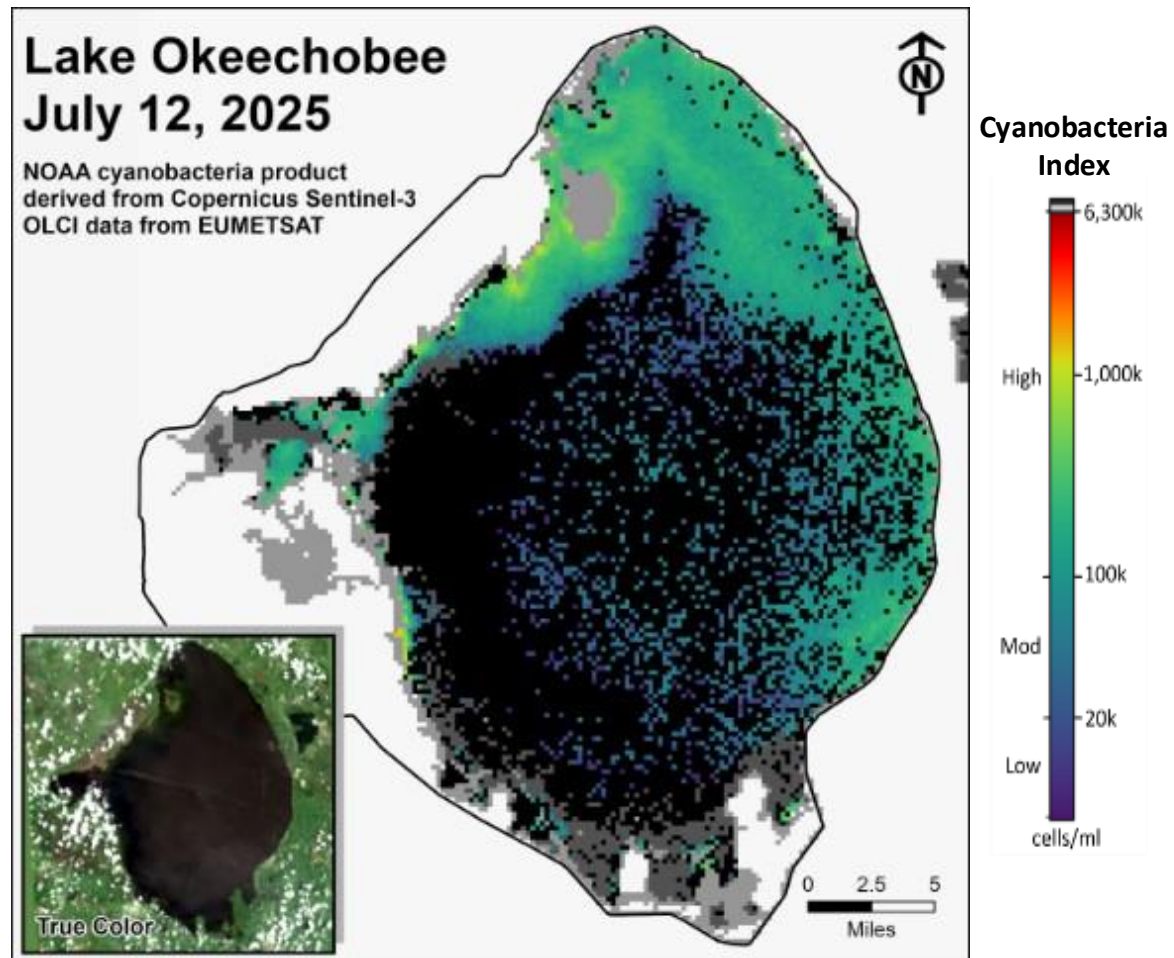 Lake Okeechobee
July 12, 2025
NOAA cyanobacteria product
derived from Copernicus Sentinel-3
OLCI data from EUMETSAT
N
Cyanobacteria
Index
6,300k
High
1,000k
100k
Mod
20k
Low
cells/ml
True Color
0 2.5 5
Miles